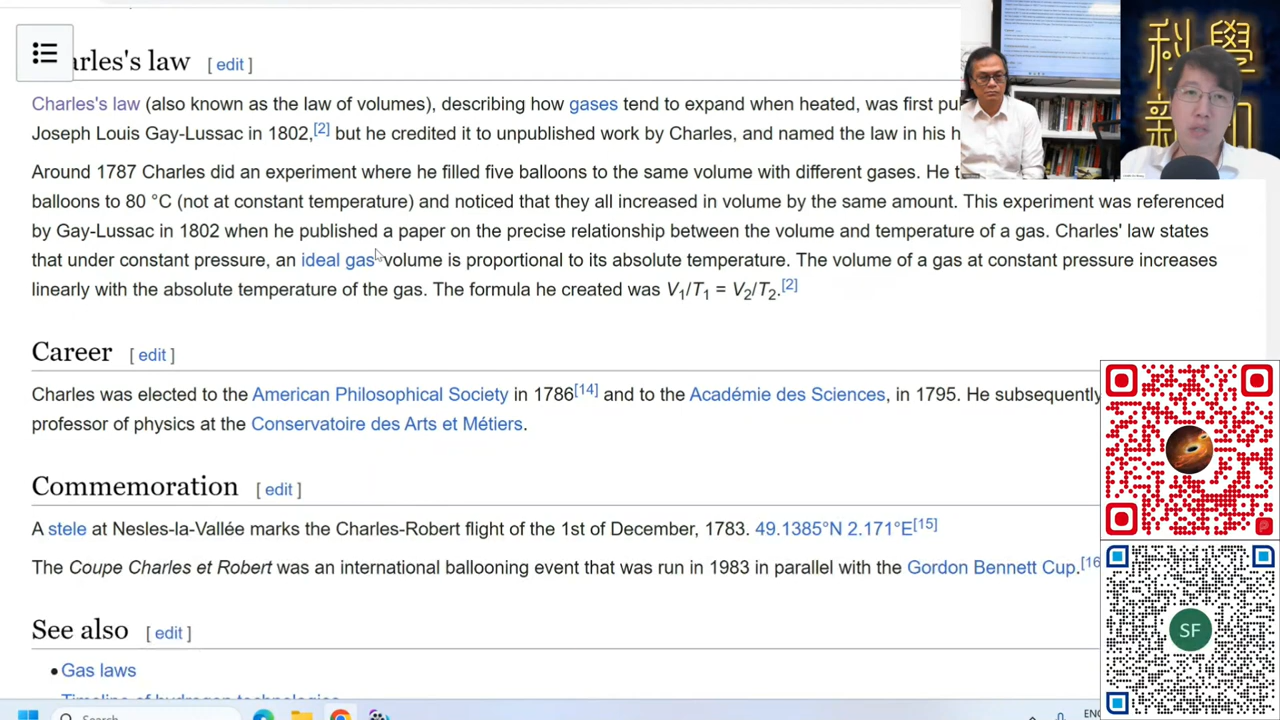 arles's law [ edit ]
Charles's law (also known as the law of volumes), describing how gases tend to expand when heated, was first
Joseph Louis Gay-Lussac in 1802,[2] but he credited it to unpublished work by Charles, and named the law in his
Around 1787 Charles did an experiment where he filled five balloons to the same volume with different gases. He
balloons to 80 °C (not at constant temperature) and noticed that they all increased in volume by the same amount. This experiment was referenced
by Gay-Lussac in 1802 when he published a paper on the precise relationship between the volume and temperature of a gas. Charles' law states
that under constant pressure, an ideal gas volume is proportional to its absolute temperature. The volume of a gas at constant pressure increases
linearly with the absolute temperature of the gas. The formula he created was V1/T1 = V2/T2.[2]
Career [ edit ]
Charles was elected to the American Philosophical Society in 1786[14] and to the Académie des Sciences, in 1795. He subsequently
professor of physics at the Conservatoire des Arts et Métiers.
Commemoration [ edit ]
A stele at Nesles-la-Vallée marks the Charles-Robert flight of the 1st of December, 1783. 49.1385°N 2.171°E[15]
The Coupe Charles et Robert was an international ballooning event that was run in 1983 in parallel with the Gordon Bennett Cup.[16
See also [ edit ]
• Gas laws
Timeline of hydrogen technologies
Search
ENG
科學
新知
SF